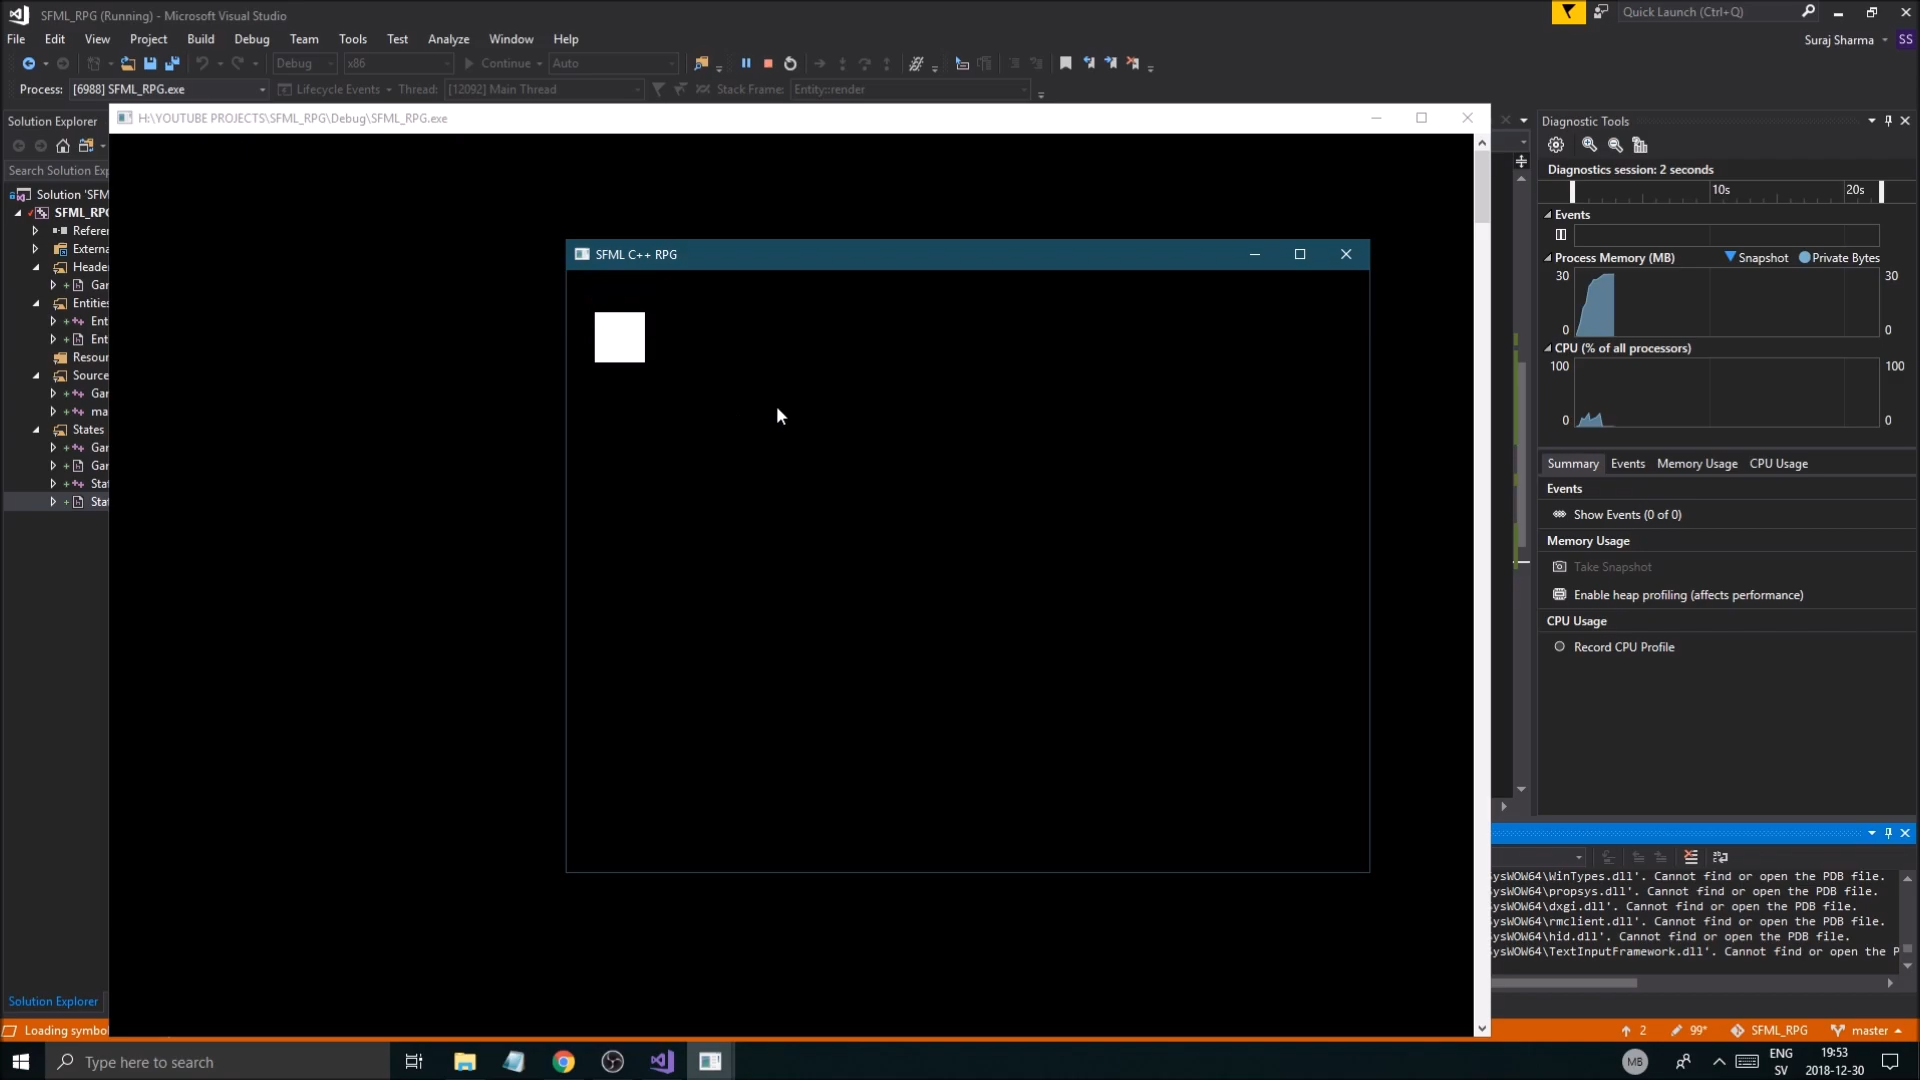 SFML_RPG (Running) - Microsoft Visual Studio
Quick Launch (Ctrl+Q)
File Edit View Project Build Debug Team Tools Test Analyze Window Help
Suraj Sharma SS
Debug x86 Continue Auto
Process: [6988] SFML_RPG.exe Lifecycle Events Thread: [12092] Main Thread Stack Frame: Entity::render
Solution Explorer
H:\YOUTUBE PROJECTS\SFML_RPG\Debug\SFML_RPG.exe
Diagnostic Tools
Search Solution Exp
Diagnostics session: 2 seconds
10s 20s
Solution 'SFM
SFML_RPG
Referer
Externa
Heade
Gar
Entities
Ent
Ent
Resour
Source
Gar
ma
States
Gar
Gar
Stat
Stat
SFML C++ RPG
Events
Process Memory (MB) Snapshot Private Bytes
30 30
0 0
CPU (% of all processors)
100 100
0 0
Summary Events Memory Usage CPU Usage
Events
Show Events (0 of 0)
Memory Usage
Take Snapshot
Enable heap profiling (affects performance)
CPU Usage
Record CPU Profile
ysWOW64\WinTypes.dll'. Cannot find or open the PDB file.
ysWOW64\propsys.dll'. Cannot find or open the PDB file.
ysWOW64\dxgi.dll'. Cannot find or open the PDB file.
ysWOW64\rmclient.dll'. Cannot find or open the PDB file.
ysWOW64\hid.dll'. Cannot find or open the PDB file.
ysWOW64\TextInputFramework.dll'. Cannot find or open the P
Solution Explorer
Loading symbo
2 99* SFML_RPG master
Type here to search
MB
ENG
SV
19:53
2018-12-30